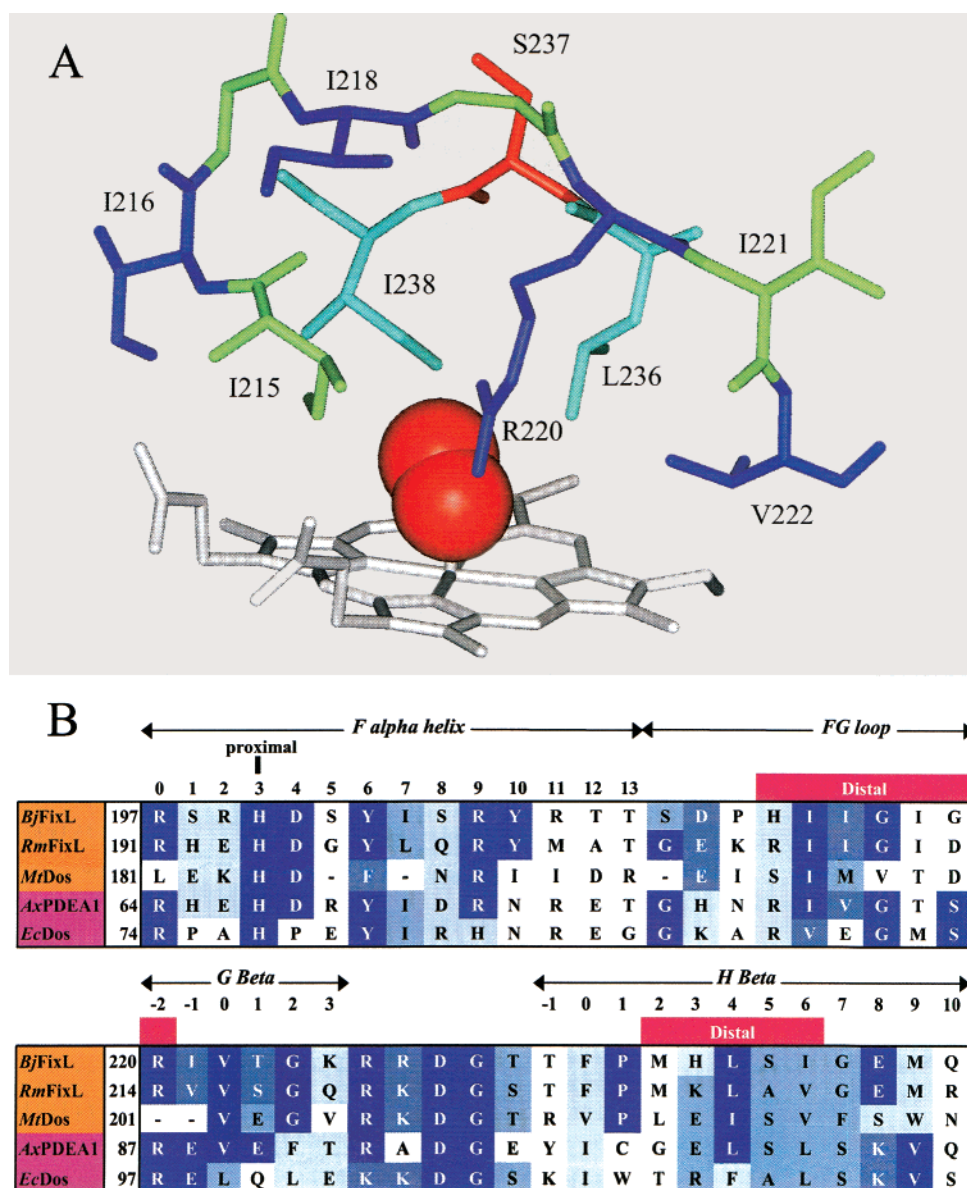 A
S237
I218
I216
I221
I238
I215
L236
R220
V222
B
F alpha helix FG loop
proximal
0 1 2 3 4 5 6 7 8 9 10 11 12 13 Distal
BjFixL 197 R S R H D S Y I S R Y R T T S D P H I I G I G
RmFixL 191 R H E H D G Y L Q R Y M A T G E K R I I G I D
MtDos 181 L E K H D - F - N R I I D R - E I S I M V T D
AxPDEA1 64 R H E H D R Y I D R N R E T G H N R I V G T S
EcDos 74 R P A H P E Y I R H N R E G G K A R V E G M S
G Beta H Beta
-2 -1 0 1 2 3 -1 0 1 2 3 4 5 6 7 8 9 10
Distal
BjFixL 220 R I V T G K R R D G T T F P M H L S I G E M Q
RmFixL 214 R V V S G Q R K D G S T F P M K L A V G E M R
MtDos 201 - - V E G V R K D G T R V P L E I S V F S W N
AxPDEA1 87 R E V E F T R A D G E Y I C G E L S L S K V Q
EcDos 97 R E L Q L E K K D G S K I W T R F A L S K V S